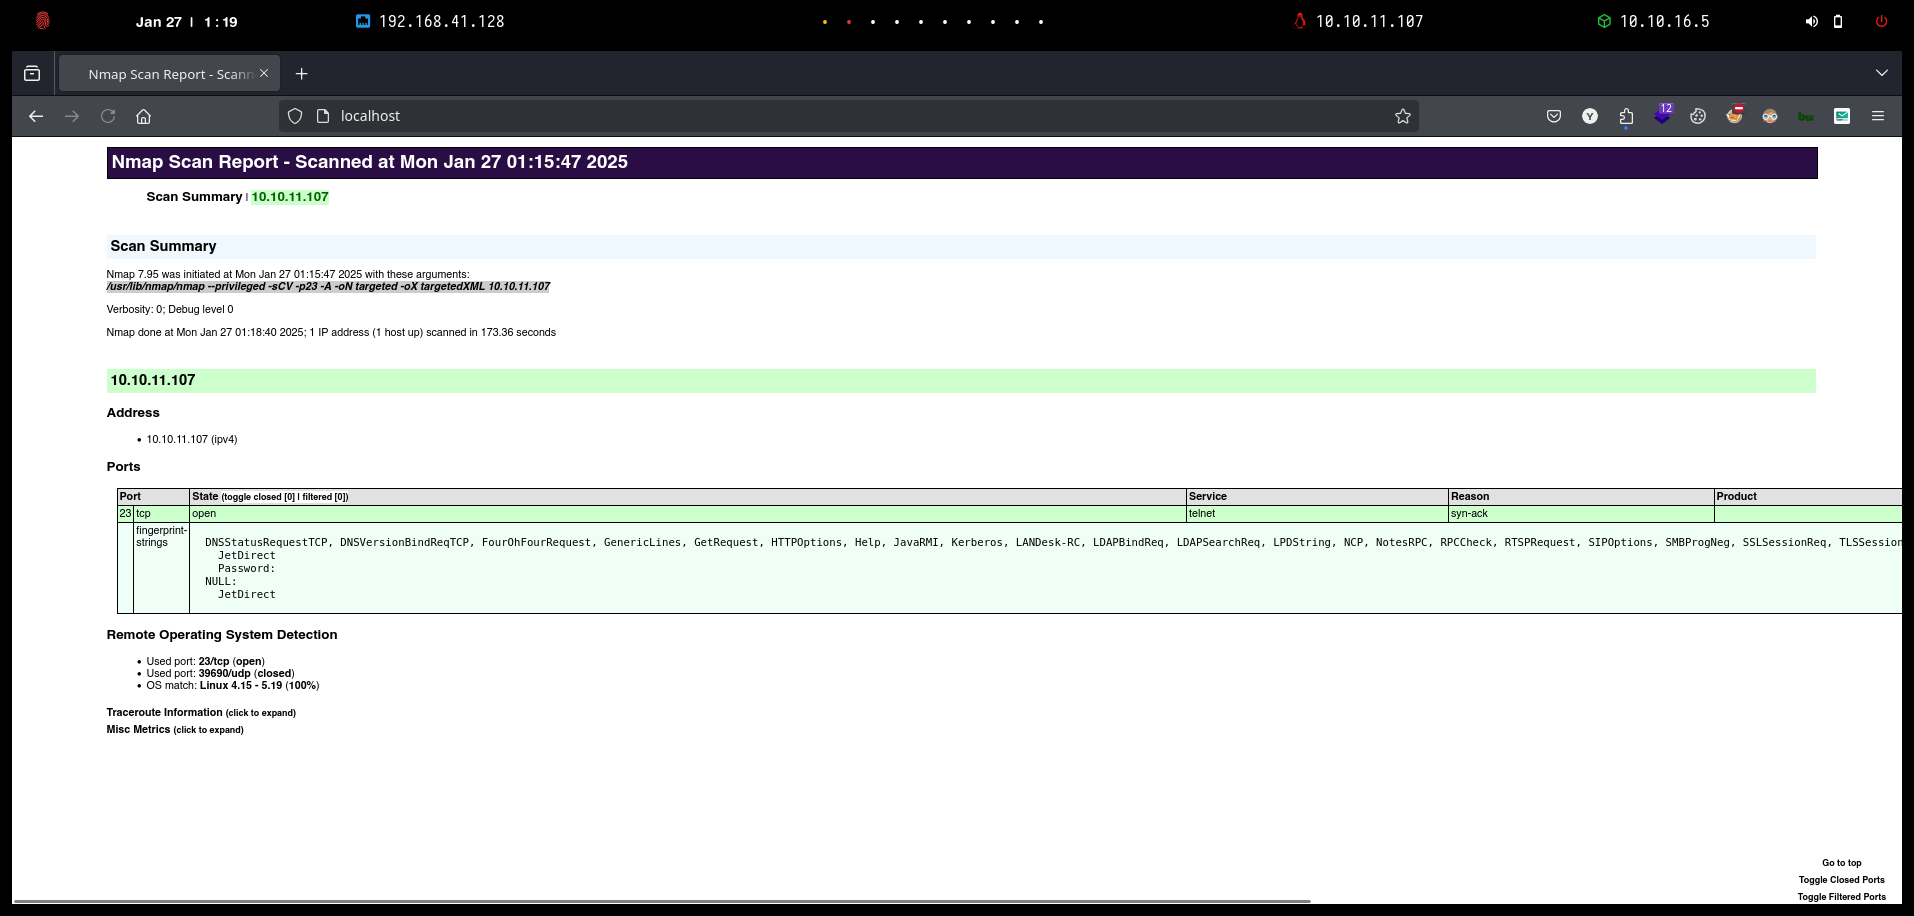 Jan 27 | 1:19
192.168.41.128
10.10.11.107
10.10.16.5
Nmap Scan Report - Scann
localhost
Y
12
bw
Nmap Scan Report - Scanned at Mon Jan 27 01:15:47 2025
Scan Summary | 10.10.11.107
Scan Summary
Nmap 7.95 was initiated at Mon Jan 27 01:15:47 2025 with these arguments:
/usr/lib/nmap/nmap --privileged -sCV -p23 -A -oN targeted -oX targetedXML 10.10.11.107
Verbosity: 0; Debug level 0
Nmap done at Mon Jan 27 01:18:40 2025; 1 IP address (1 host up) scanned in 173.36 seconds
10.10.11.107
Address
• 10.10.11.107 (ipv4)
Ports
Port State (toggle closed [0] | filtered [0]) Service Reason Product
23 tcp open telnet syn-ack
fingerprint-
strings
DNSStatusRequestTCP, DNSVersionBindReqTCP, FourOhFourRequest, GenericLines, GetRequest, HTTPOptions, Help, JavaRMI, Kerberos, LANDesk-RC, LDAPBindReq, LDAPSearchReq, LPDString, NCP, NotesRPC, RPCCheck, RTSPRequest, SIPOptions, SMBProgNeg, SSLSessionReq, TLSSession
JetDirect
Password:
NULL:
JetDirect
Remote Operating System Detection
• Used port: 23/tcp (open)
• Used port: 39690/udp (closed)
• OS match: Linux 4.15 - 5.19 (100%)
Traceroute Information (click to expand)
Misc Metrics (click to expand)
Go to top
Toggle Closed Ports
Toggle Filtered Ports